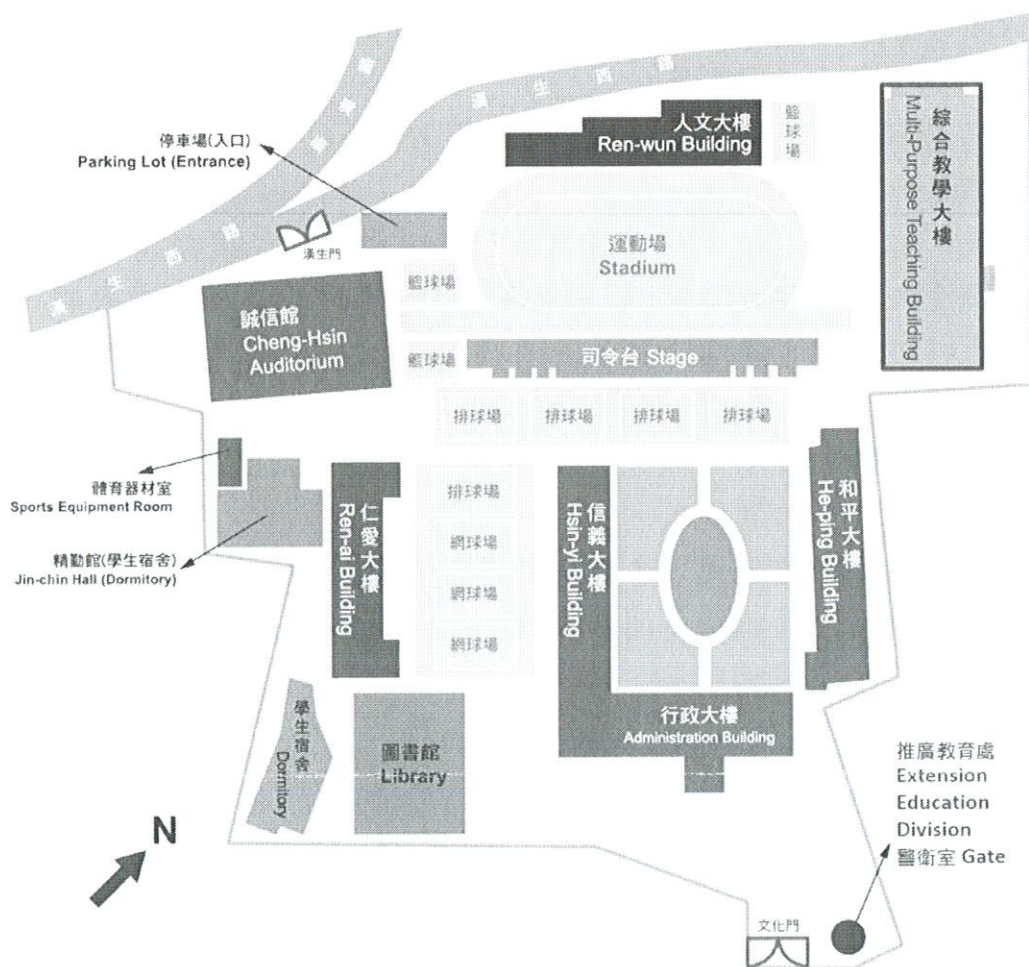 漢生西路
停車場(入口)
Parking Lot (Entrance)
人文大樓
Ren-wun Building
籃球場
綜合教學大樓
Multi-Purpose Teaching Building
漢生門
運動場
Stadium
籃球場
漢生西路
誠信館
Cheng-Hsin
Auditorium
籃球場
司令台 Stage
排球場
排球場
排球場
排球場
體育器材室
Sports Equipment Room
精勤館(學生宿舍)
Jin-chin Hall (Dormitory)
仁愛大樓
Ren-ai Building
排球場
網球場
網球場
網球場
信義大樓
Hsin-yi Building
和平大樓
He-ping Building
學生宿舍
Dormitory
圖書館
Library
行政大樓
Administration Building
推廣教育處
Extension
Education
Division
警衛室 Gate
N
文化門